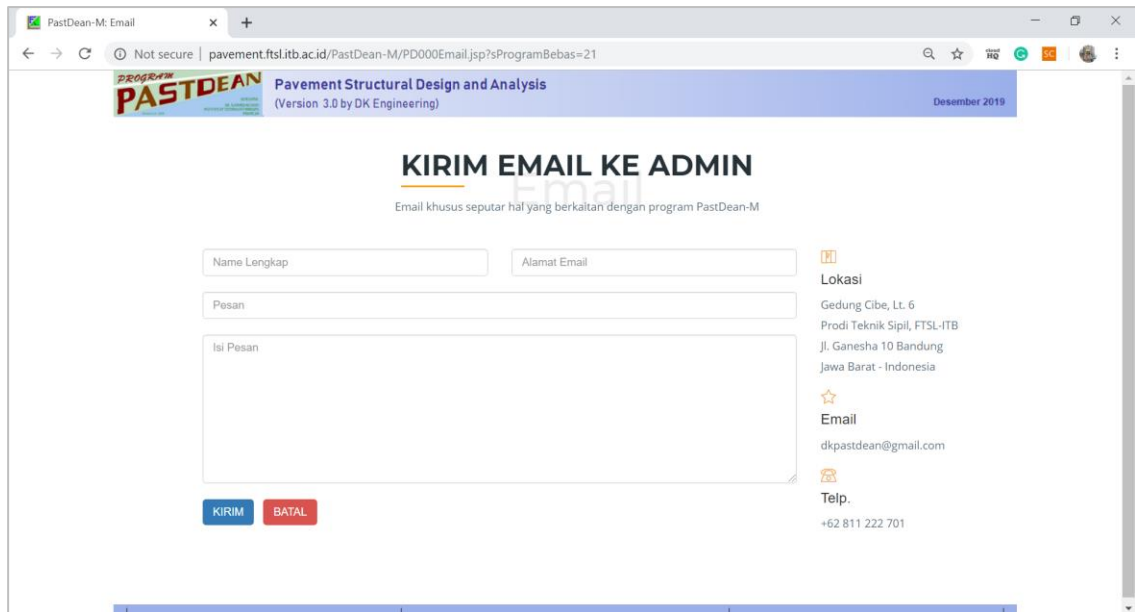 PastDean-M: Email
Not secure | pavement.ftsl.itb.ac.id/PastDean-M/PD000Email.jsp?sProgramBebas=21
cloud HQ
SC
PROGRAM
PASTDEAN
Pavement Structural Design and Analysis
(Version 3.0 by DK Engineering)
Desember 2019
KIRIM EMAIL KE ADMIN
Email
Email khusus seputar hal yang berkaitan dengan program PastDean-M
Name Lengkap
Alamat Email
Pesan
Isi Pesan
KIRIM
BATAL
Lokasi
Gedung Cibe, Lt. 6
Prodi Teknik Sipil, FTSL-ITB
Jl. Ganesha 10 Bandung
Jawa Barat - Indonesia
Email
dkpastdean@gmail.com
Telp.
+62 811 222 701